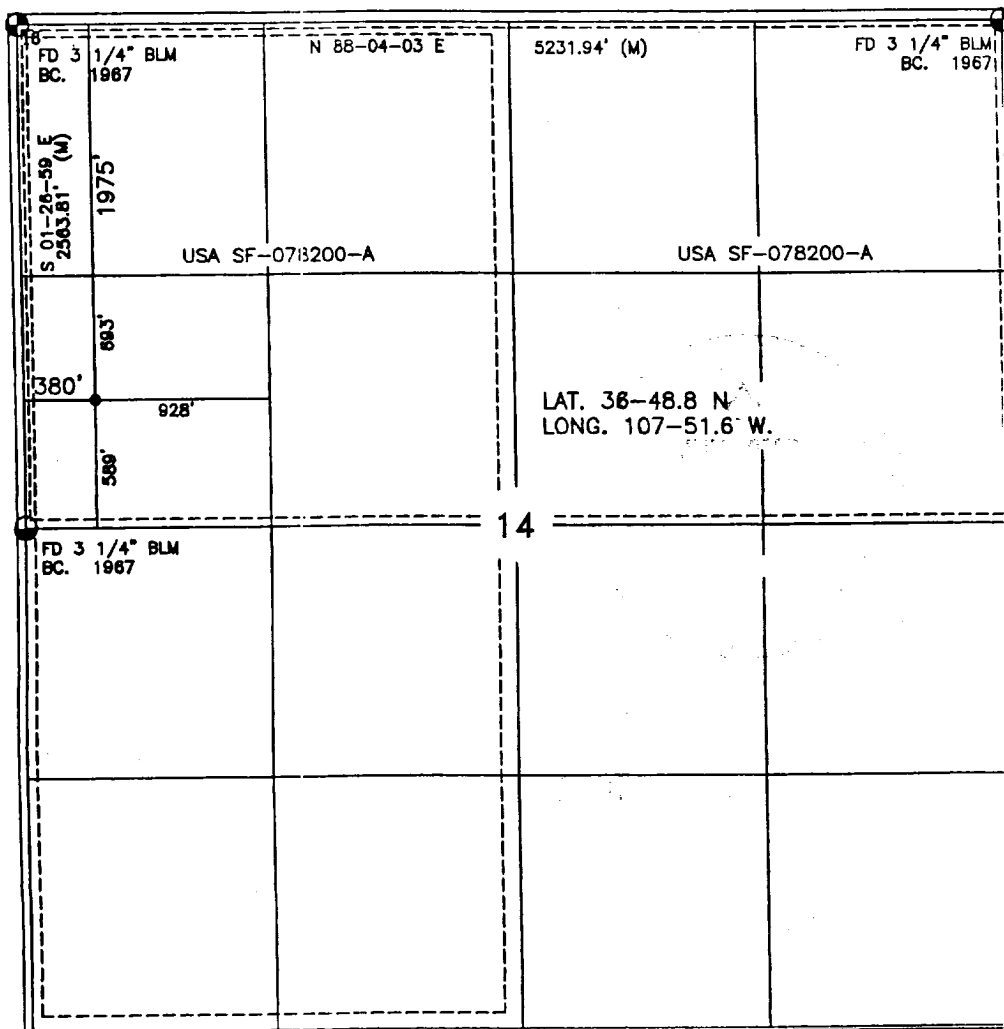 8
FD 3 1/4" BLM
BC. 1967
N 88-04-03 E
5231.94' (M)
FD 3 1/4" BLM
BC. 1967
S 01-26-59 E
2563.81' (M)
1975'
USA SF-078200-A
USA SF-078200-A
693'
380'
928'
589'
LAT. 36-48.8 N
LONG. 107-51.6 W.
14
FD 3 1/4" BLM
BC. 1967